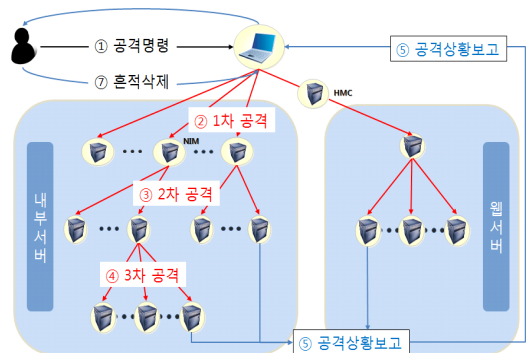 ① 공격명령
⑤ 공격상황보고
⑦ 흔적삭제
HMC
② 1차 공격
NIM
③ 2차 공격
내부서버
웹서버
④ 3차 공격
⑤ 공격상황보고